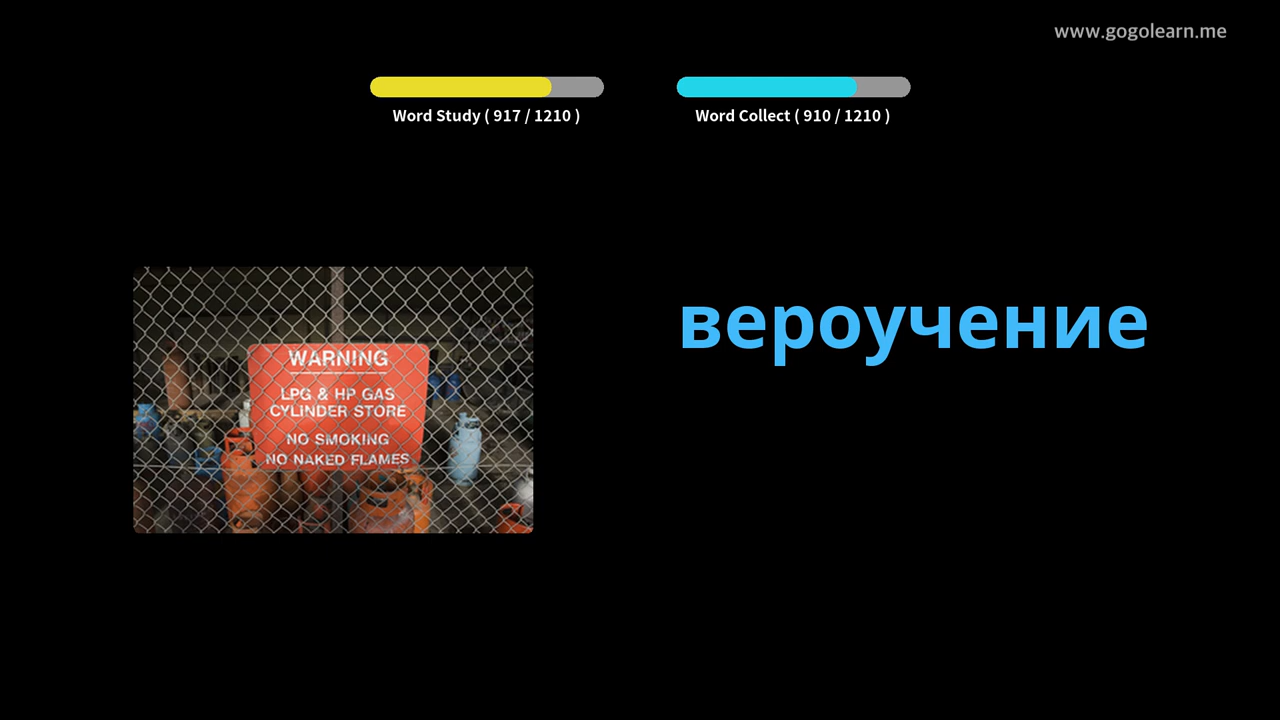 www.gogolearn.me
Word Study ( 917 / 1210 )
Word Collect ( 910 / 1210 )
вероучение
WARNING
LPG & HP GAS
CYLINDER STORE
NO SMOKING
NO NAKED FLAMES